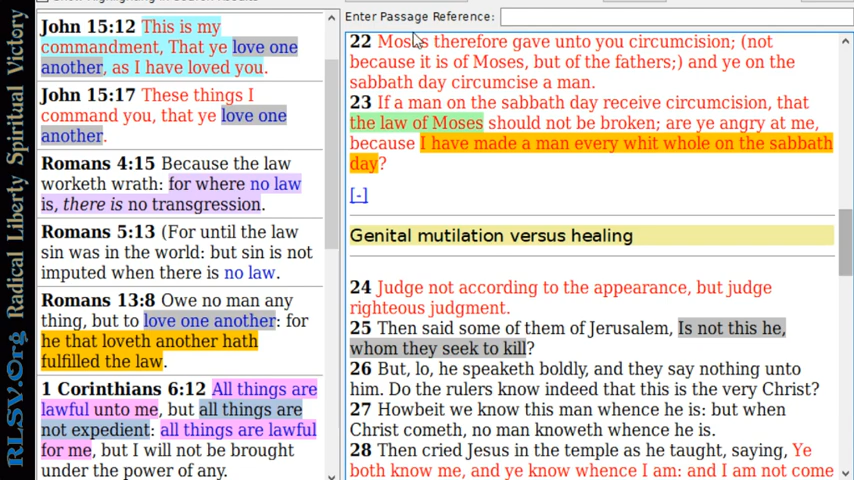 RLSV.Org Radical Liberty Spiritual Victory
John 15:12 This is my
commandment, That ye love one
another, as I have loved you.
John 15:17 These things I
command you, that ye love one
another.
Romans 4:15 Because the law
worketh wrath: for where no law
is, there is no transgression.
Romans 5:13 (For until the law
sin was in the world: but sin is not
imputed when there is no law.
Romans 13:8 Owe no man any
thing, but to love one another: for
he that loveth another hath
fulfilled the law.
1 Corinthians 6:12 All things are
lawful unto me, but all things are
not expedient: all things are lawful
for me, but I will not be brought
under the power of any.
Enter Passage Reference:
22 Moses therefore gave unto you circumcision; (not
because it is of Moses, but of the fathers;) and ye on the
sabbath day circumcise a man.
23 If a man on the sabbath day receive circumcision, that
the law of Moses should not be broken; are ye angry at me,
because I have made a man every whit whole on the sabbath
day?
[-]
Genital mutilation versus healing
24 Judge not according to the appearance, but judge
righteous judgment.
25 Then said some of them of Jerusalem, Is not this he,
whom they seek to kill?
26 But, lo, he speaketh boldly, and they say nothing unto
him. Do the rulers know indeed that this is the very Christ?
27 Howbeit we know this man whence he is: but when
Christ cometh, no man knoweth whence he is.
28 Then cried Jesus in the temple as he taught, saying, Ye
both know me, and ye know whence I am: and I am not come